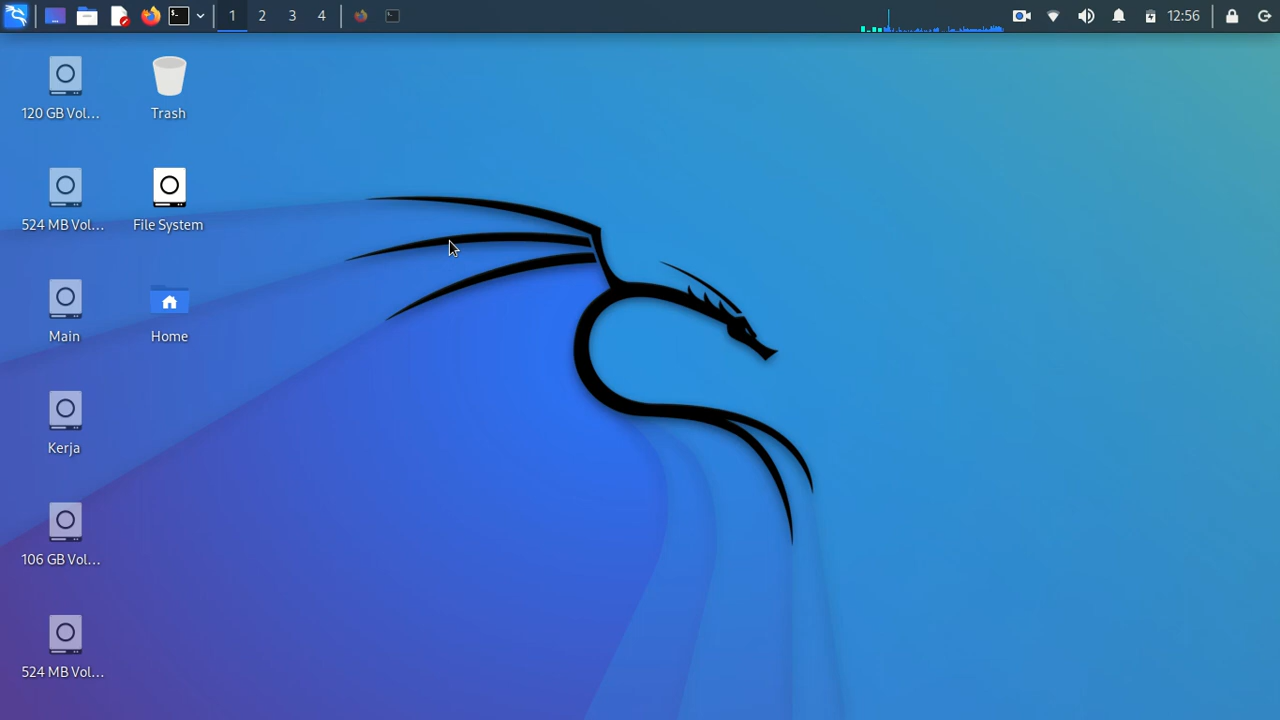 1 2 3 4 12:56
120 GB Vol... Trash
524 MB Vol... File System
Main Home
Kerja
106 GB Vol...
524 MB Vol...